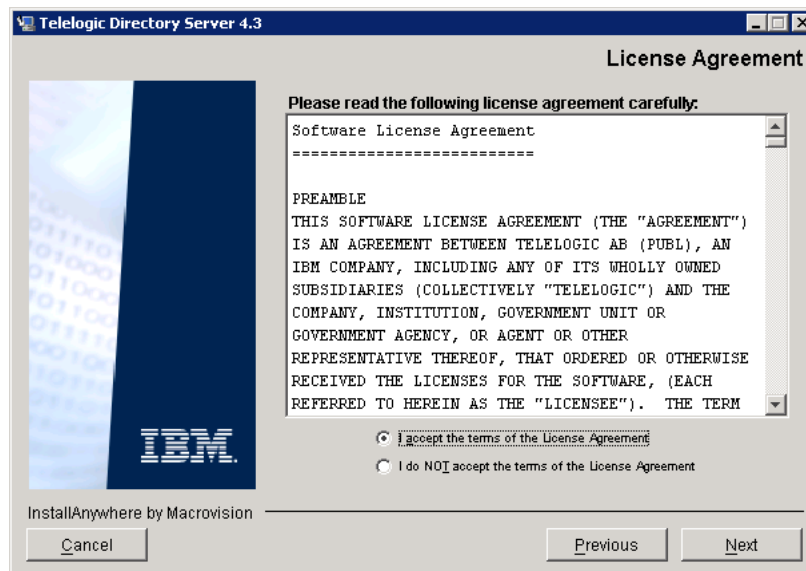 Telelogic Directory Server 4.3
License Agreement
Please read the following license agreement carefully:
Software License Agreement
==========================
PREAMBLE
THIS SOFTWARE LICENSE AGREEMENT (THE "AGREEMENT")
IS AN AGREEMENT BETWEEN TELELOGIC AB (PUBL), AN
IBM COMPANY, INCLUDING ANY OF ITS WHOLLY OWNED
SUBSIDIARIES (COLLECTIVELY "TELELOGIC") AND THE
COMPANY, INSTITUTION, GOVERNMENT UNIT OR
GOVERNMENT AGENCY, OR AGENT OR OTHER
REPRESENTATIVE THEREOF, THAT ORDERED OR OTHERWISE
RECEIVED THE LICENSES FOR THE SOFTWARE, (EACH
REFERRED TO HEREIN AS THE "LICENSEE").  THE TERM
IBM.
I accept the terms of the License Agreement
I do NOT accept the terms of the License Agreement
InstallAnywhere by Macrovision
Cancel
Previous
Next